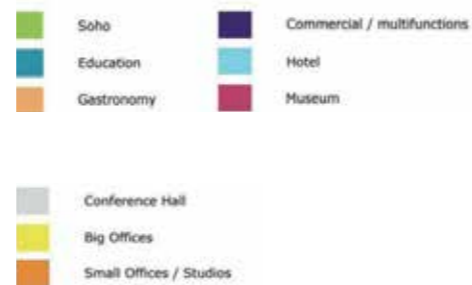 Soho
Education
Gastronomy
Commercial / multifunctions
Hotel
Museum
Conference Hall
Big Offices
Small Offices / Studios